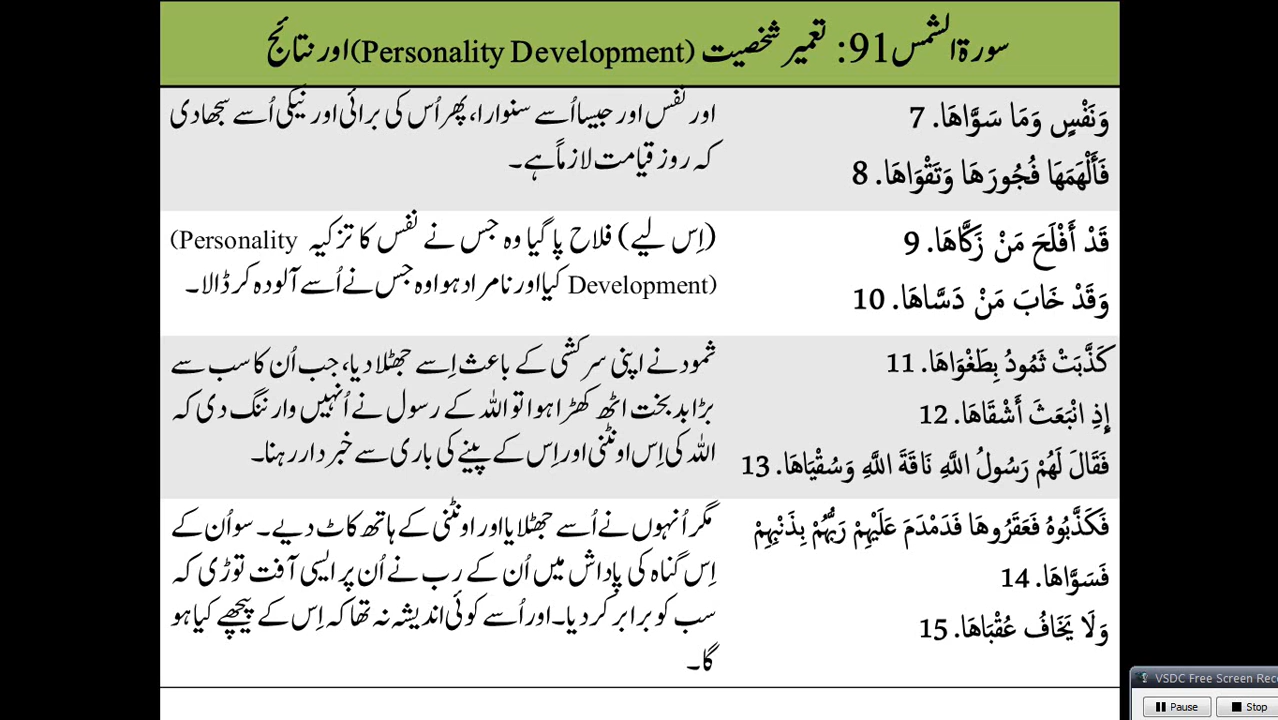 سورۃ الشمس 91: تعمیر شخصیت (Personality Development) اور نتائج
وَنَفْسٍ وَمَا سَوَّاهَا. 7
فَأَلْهَمَهَا فُجُورَهَا وَتَقْوَاهَا. 8
اور نفس اور جیسا اُسے سنوارا، پھر اُس کی برائی اور نیکی اُسے سجھا دی
کہ روز قیامت لازماً ہے۔
قَدْ أَفْلَحَ مَنْ زَكَّاهَا. 9
وَقَدْ خَابَ مَنْ دَسَّاهَا. 10
(اِس لیے) فلاح پا گیا وہ جس نے نفس کا تزکیہ (Personality
Development) کیا اور نامراد ہوا وہ جس نے اُسے آلودہ کر ڈالا۔
كَذَّبَتْ ثَمُودُ بِطَغْوَاهَا. 11
إِذِ انْبَعَثَ أَشْقَاهَا. 12
فَقَالَ لَهُمْ رَسُولُ اللَّهِ نَاقَةَ اللَّهِ وَسُقْيَاهَا. 13
ثمود نے اپنی سرکشی کے باعث اِسے جھٹلا دیا، جب اُن کا سب سے
بڑا بدبخت اٹھ کھڑا ہوا تو اللہ کے رسول نے اُنہیں وارننگ دی کہ
اللہ کی اِس اونٹنی اور اِس کے پینے کی باری سے خبردار رہنا۔
فَكَذَّبُوهُ فَعَقَرُوهَا فَدَمْدَمَ عَلَيْهِمْ رَبُّهُمْ بِذَنْبِهِمْ
فَسَوَّاهَا. 14
وَلَا يَخَافُ عُقْبَاهَا. 15
مگر اُنہوں نے اُسے جھٹلایا اور اونٹنی کے ہاتھ کاٹ دیے۔ سو اُن کے
اِس گناہ کی پاداش میں اُن کے رب نے اُن پر ایسی آفت توڑی کہ
سب کو برابر کر دیا۔ اور اُسے کوئی اندیشہ نہ تھا کہ اِس کے پیچھے کیا ہو
گا۔
VSDC Free Screen Rec
Pause Stop